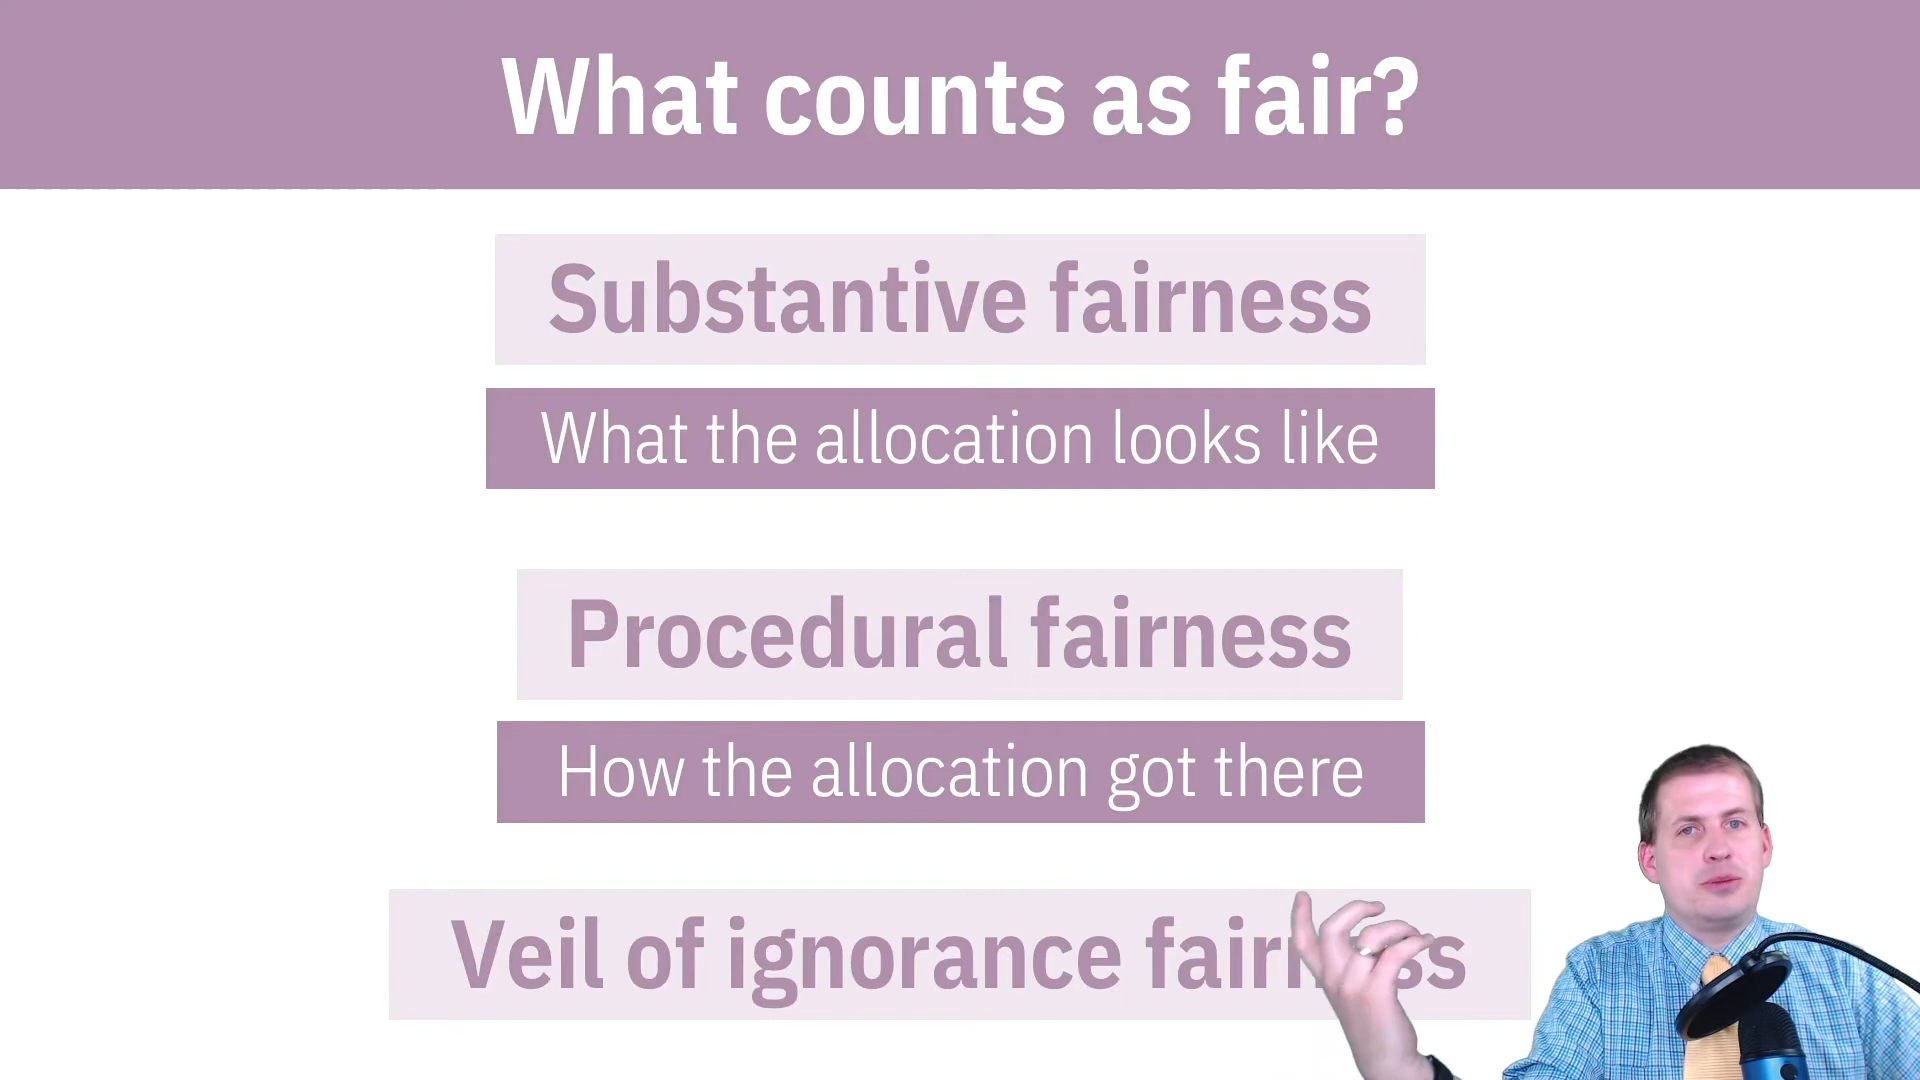 What counts as fair?
Substantive fairness
What the allocation looks like
Procedural fairness
How the allocation got there
Veil of ignorance fairness